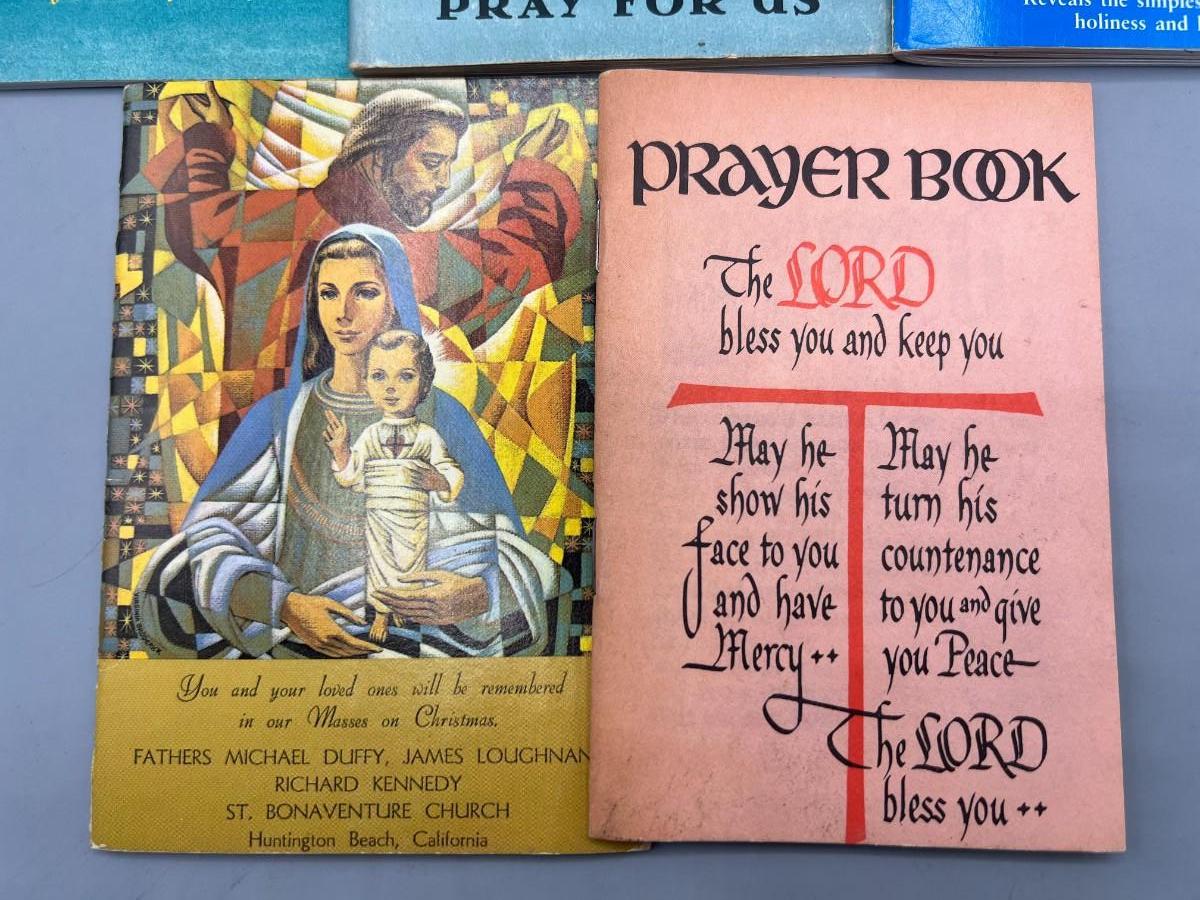 PRAY FOR US
Reveals the simples
holiness and
You and your loved ones will be remembered
in our Masses on Christmas.
FATHERS MICHAEL DUFFY, JAMES LOUGHNAN
RICHARD KENNEDY
ST. BONAVENTURE CHURCH
Huntington Beach, California
PRAYER BOOK
The LORD
bless you and keep you
May he
show his
face to you
and have
Mercy ++
May he
turn his
countenance
to you and give
you Peace
The LORD
bless you ++